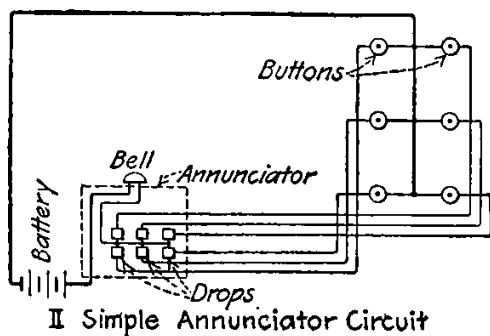 Buttons
Bell
Annunciator
Battery
Drops
II Simple Annunciator Circuit